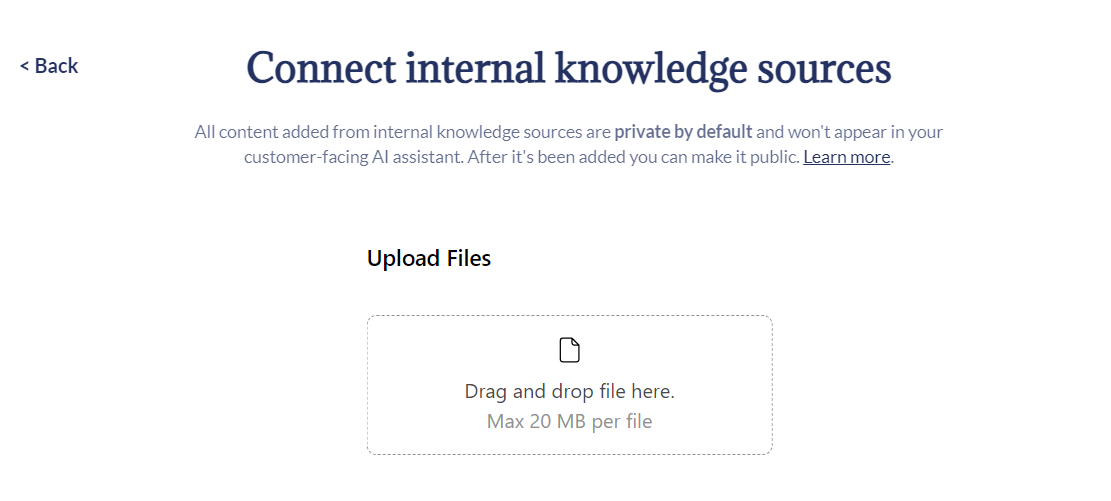 < Back
Connect internal knowledge sources
All content added from internal knowledge sources are private by default and won't appear in your
customer-facing AI assistant. After it's been added you can make it public. Learn more.
Upload Files
Drag and drop file here.
Max 20 MB per file